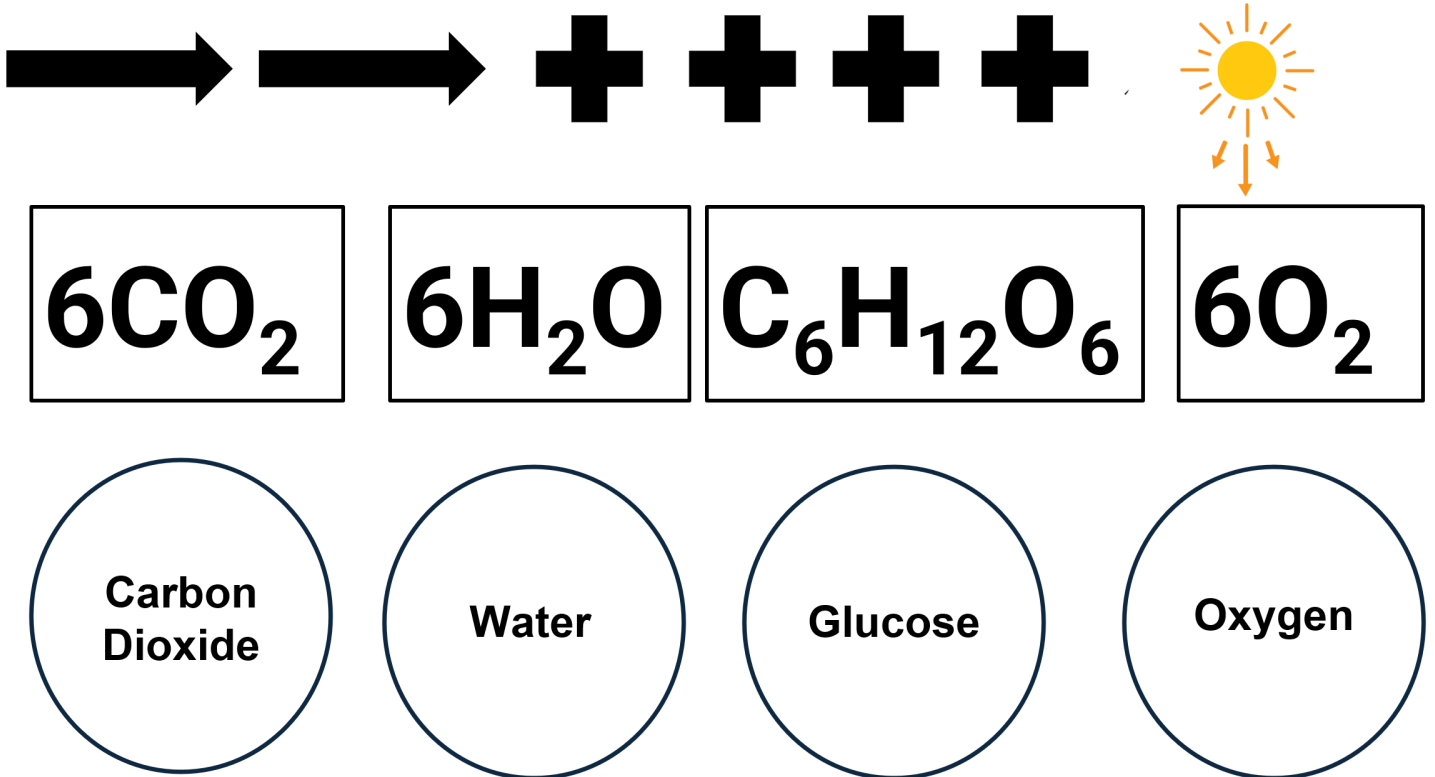 6CO₂ 6H₂O C₆H₁₂O₆ 6O₂
Carbon
Dioxide
Water
Glucose
Oxygen